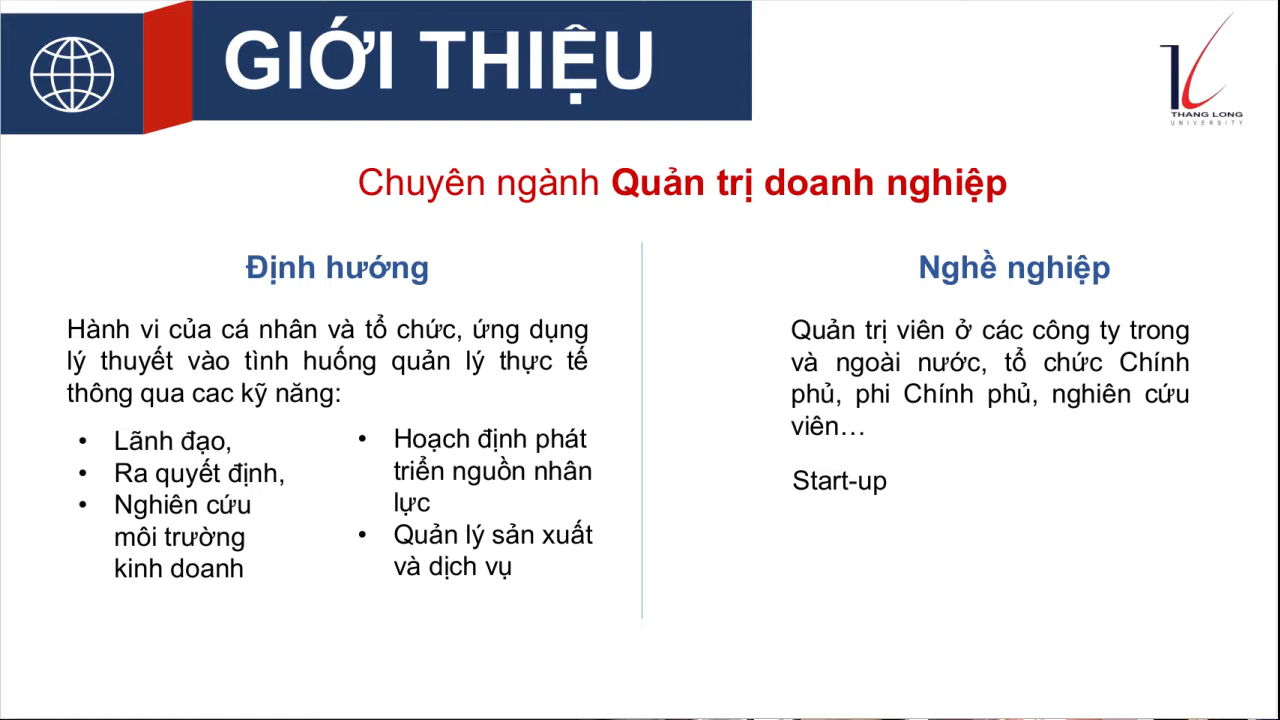 GIỚI THIỆU
THANG LONG
UNIVERSITY
Chuyên ngành Quản trị doanh nghiệp
Định hướng
Hành vi của cá nhân và tổ chức, ứng dụng
lý thuyết vào tình huống quản lý thực tế
thông qua cac kỹ năng:
• Lãnh đạo,
• Ra quyết định,
• Nghiên cứu
môi trường
kinh doanh
• Hoạch định phát
triển nguồn nhân
lực
• Quản lý sản xuất
và dịch vụ
Nghề nghiệp
Quản trị viên ở các công ty trong
và ngoài nước, tổ chức Chính
phủ, phi Chính phủ, nghiên cứu
viên…
Start-up